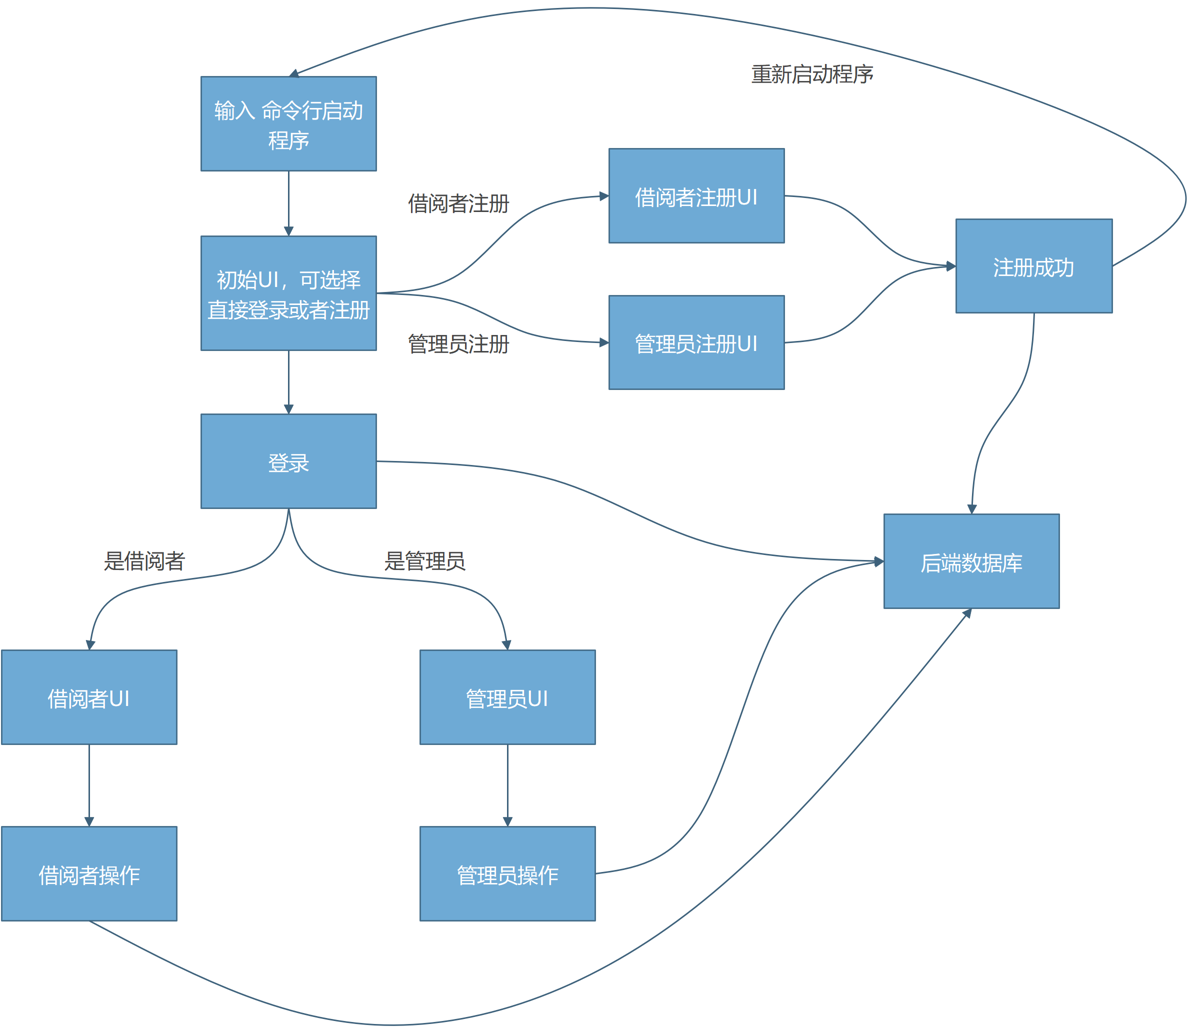 重新启动程序
输入 命令行启动
程序
借阅者注册UI
借阅者注册
注册成功
初始UI，可选择
直接登录或者注册
管理员注册
管理员注册UI
登录
是借阅者
是管理员
后端数据库
借阅者UI
管理员UI
借阅者操作
管理员操作